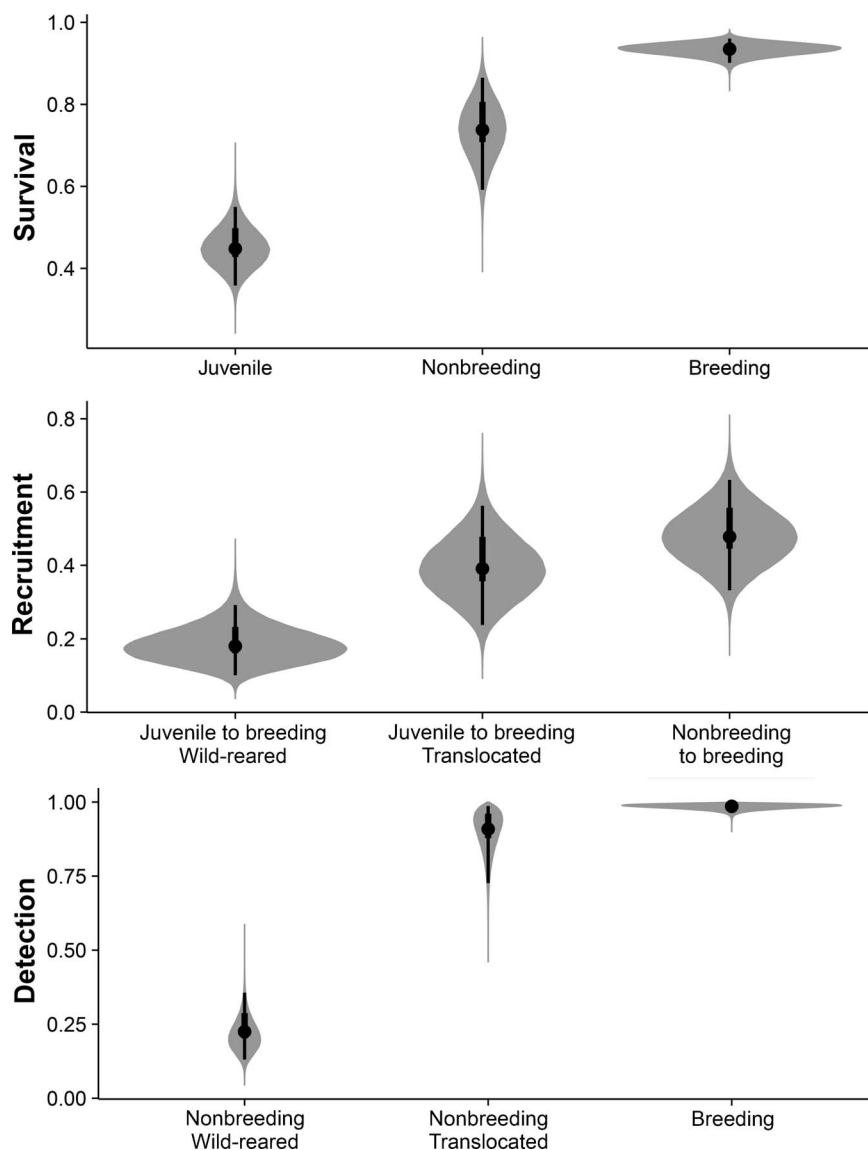 Survival
1.0
0.8
0.6
0.4
Juvenile
Nonbreeding
Breeding
Recruitment
0.8
0.6
0.4
0.2
0.0
Juvenile to breeding
Wild-reared
Juvenile to breeding
Translocated
Nonbreeding
to breeding
Detection
1.00
0.75
0.50
0.25
0.00
Nonbreeding
Wild-reared
Nonbreeding
Translocated
Breeding